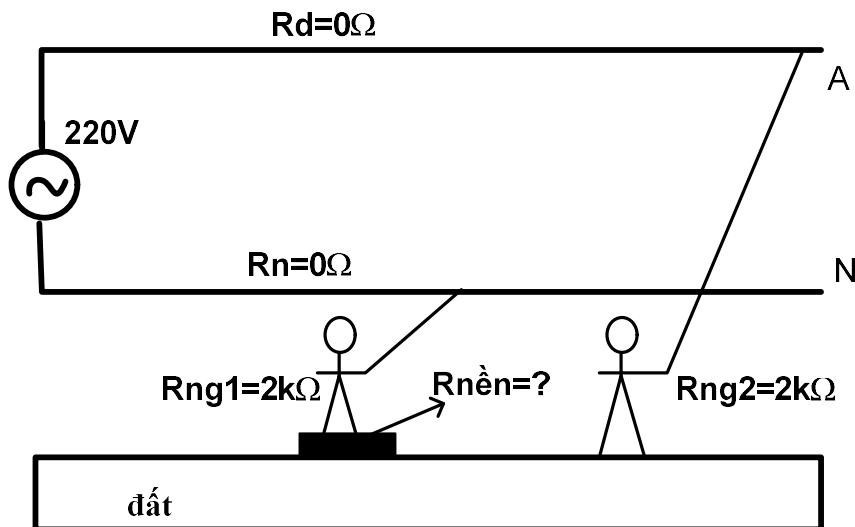 Rd=0Ω
A
220V
Rn=0Ω
N
Rng1=2kΩ
Rnền=?
Rng2=2kΩ
đất